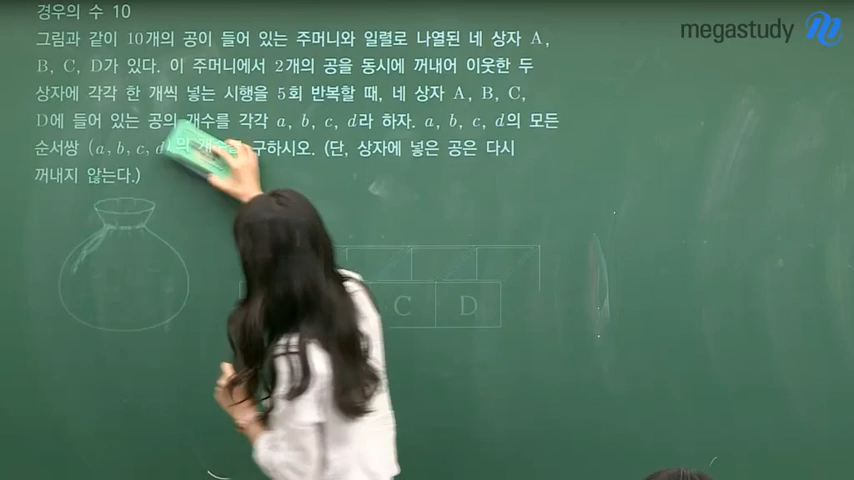 경우의 수 10
megastudy
그림과 같이 10개의 공이 들어 있는 주머니와 일렬로 나열된 네 상자 A,
B, C, D가 있다. 이 주머니에서 2개의 공을 동시에 꺼내어 이웃한 두
상자에 각각 한 개씩 넣는 시행을 5회 반복할 때, 네 상자 A, B, C,
D에 들어 있는 공의 개수를 각각 a, b, c, d라 하자. a, b, c, d의 모든
순서쌍 (a, b, c, d)의 개수를 구하시오. (단, 상자에 넣은 공은 다시
꺼내지 않는다.)
C D